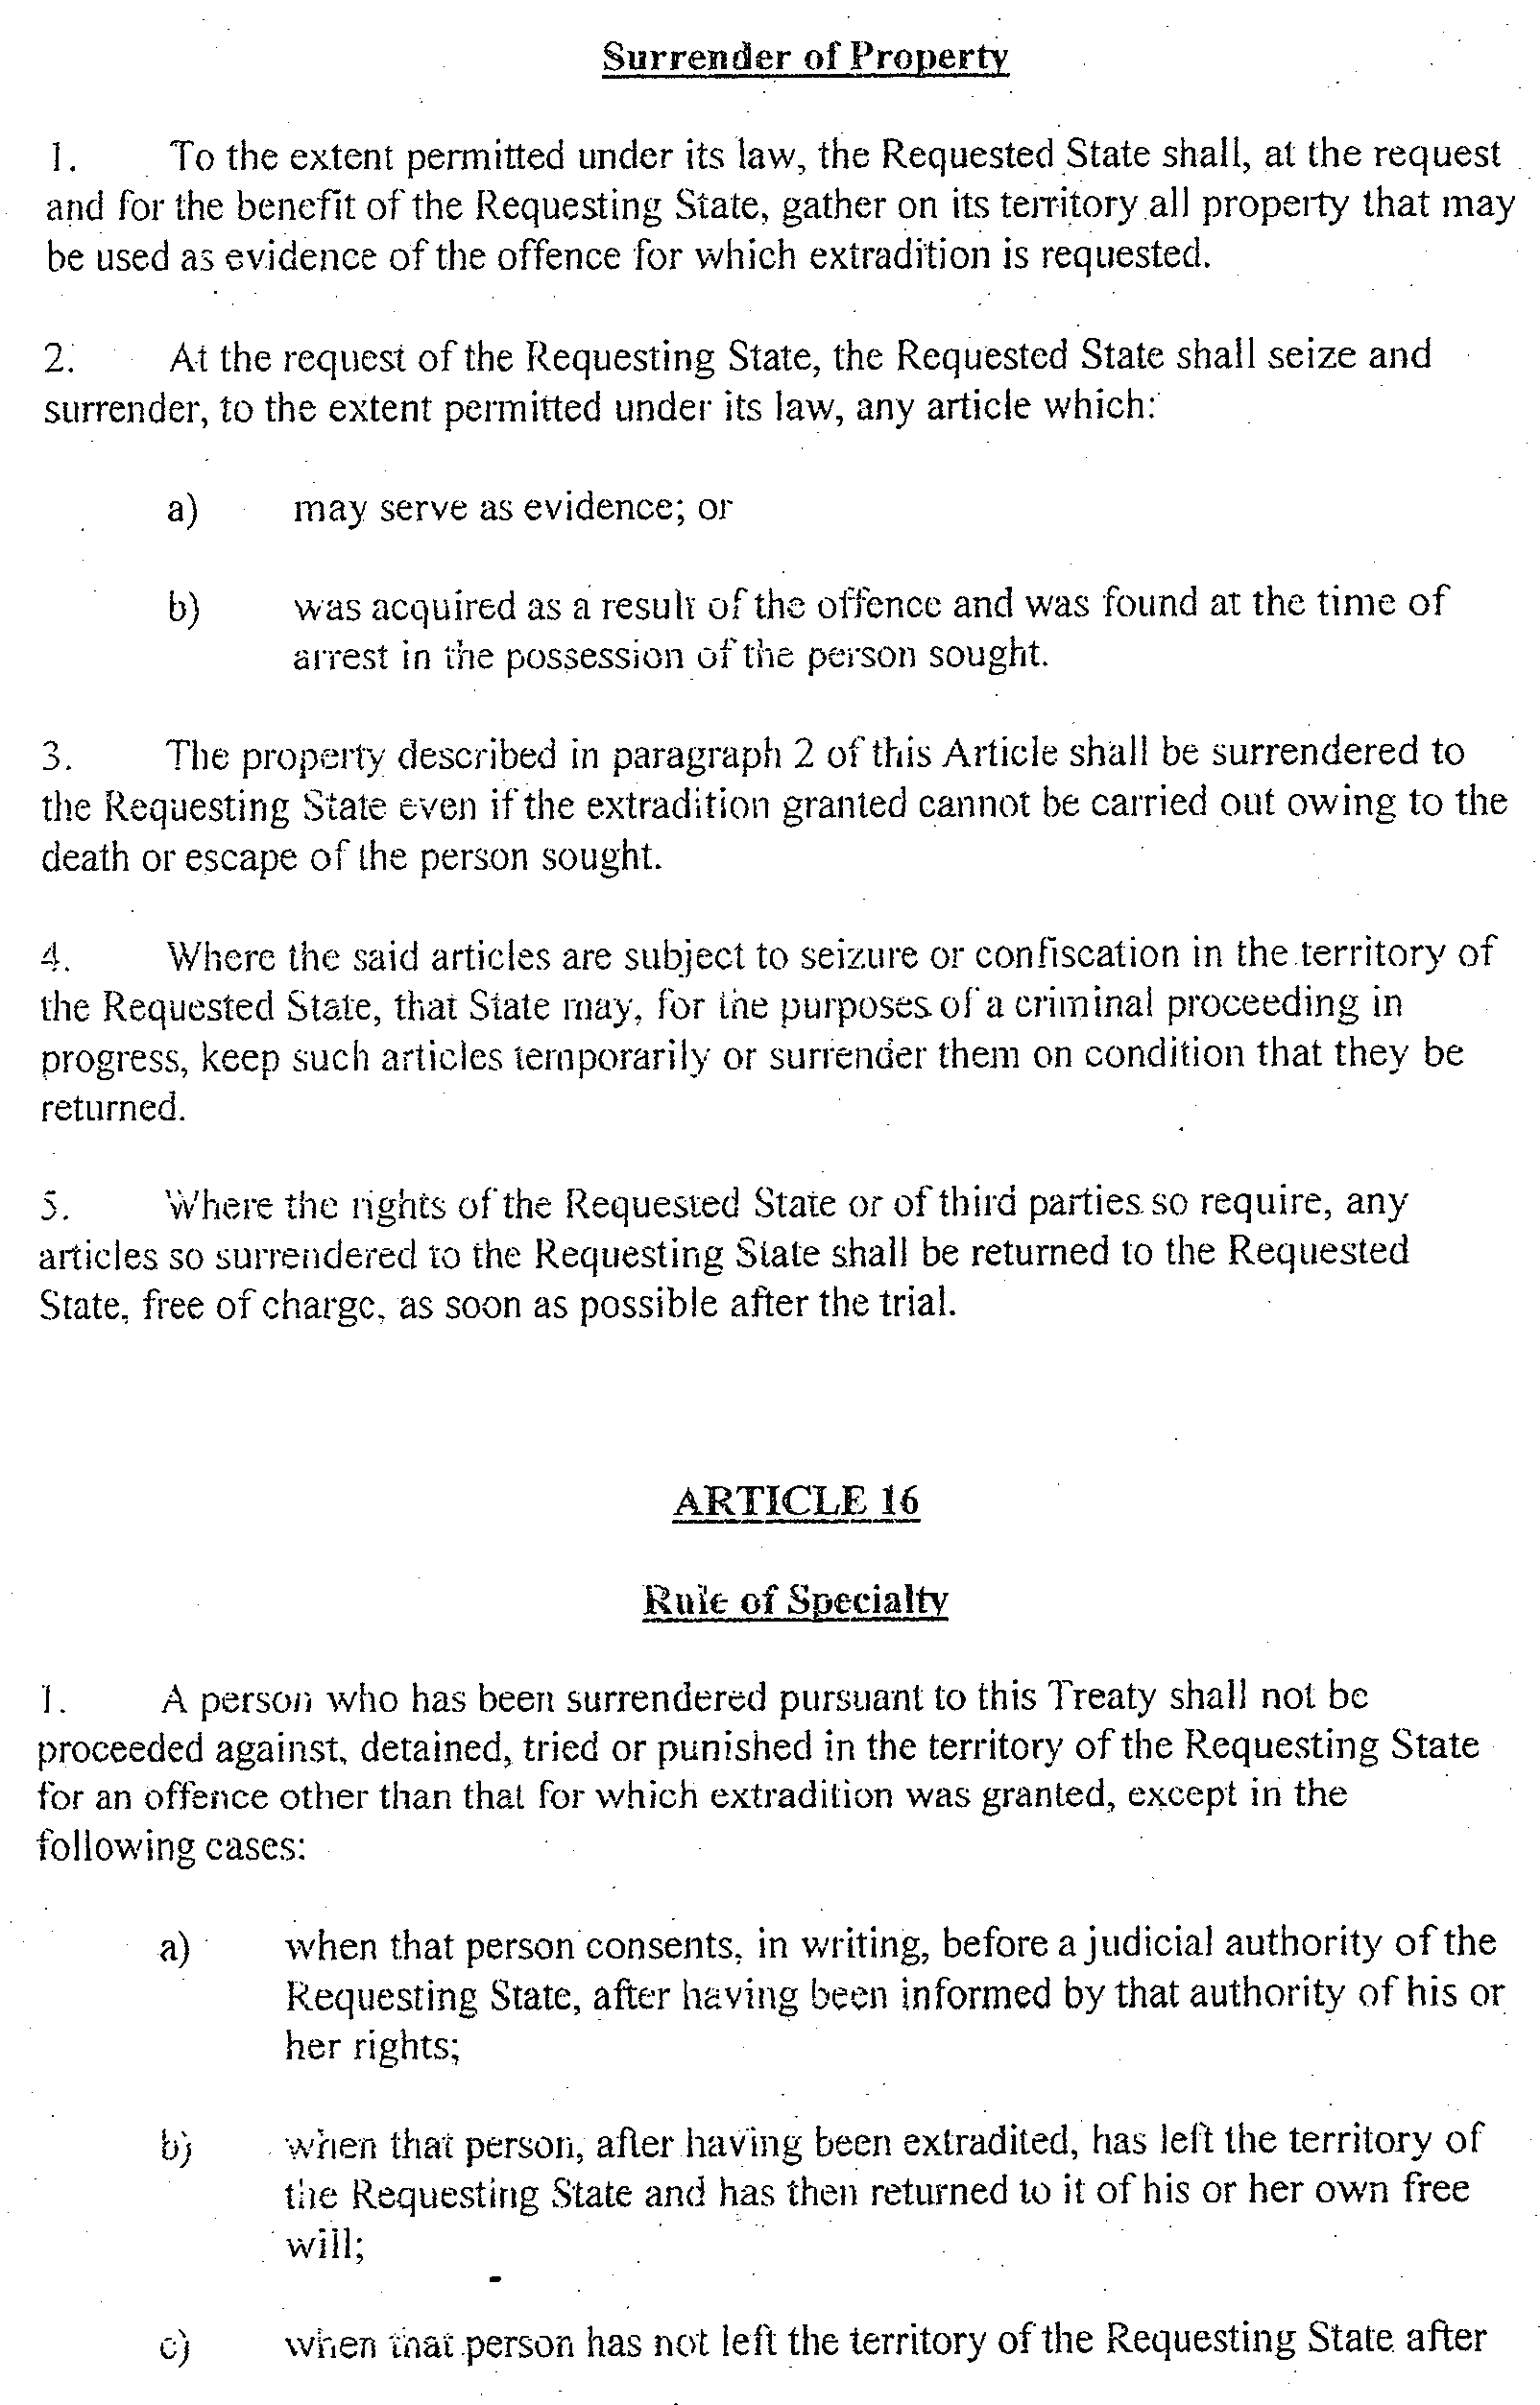 Surrender of Property
1. To the extent permitted under its law, the Requested State shall, at the request
and for the benefit of the Requesting State, gather on its territory all property that may
be used as evidence of the offence for which extradition is requested.
2. At the request of the Requesting State, the Requested State shall seize and
surrender, to the extent permitted under its law, any article which:
a) may serve as evidence; or
b) was acquired as a result of the offence and was found at the time of
arrest in the possession of the person sought.
3. The property described in paragraph 2 of this Article shall be surrendered to
the Requesting State even if the extradition granted cannot be carried out owing to the
death or escape of the person sought.
4. Where the said articles are subject to seizure or confiscation in the territory of
the Requested State, that State may, for the purposes of a criminal proceeding in
progress, keep such articles temporarily or surrender them on condition that they be
returned.
5. Where the rights of the Requested State or of third parties so require, any
articles so surrendered to the Requesting State shall be returned to the Requested
State, free of charge, as soon as possible after the trial.
ARTICLE 16
Rule of Specialty
1. A person who has been surrendered pursuant to this Treaty shall not be
proceeded against, detained, tried or punished in the territory of the Requesting State
for an offence other than that for which extradition was granted, except in the
following cases:
a) when that person consents, in writing, before a judicial authority of the
Requesting State, after having been informed by that authority of his or
her rights;
b) when that person, after having been extradited, has left the territory of
the Requesting State and has then returned to it of his or her own free
will;
c) when that person has not left the territory of the Requesting State after